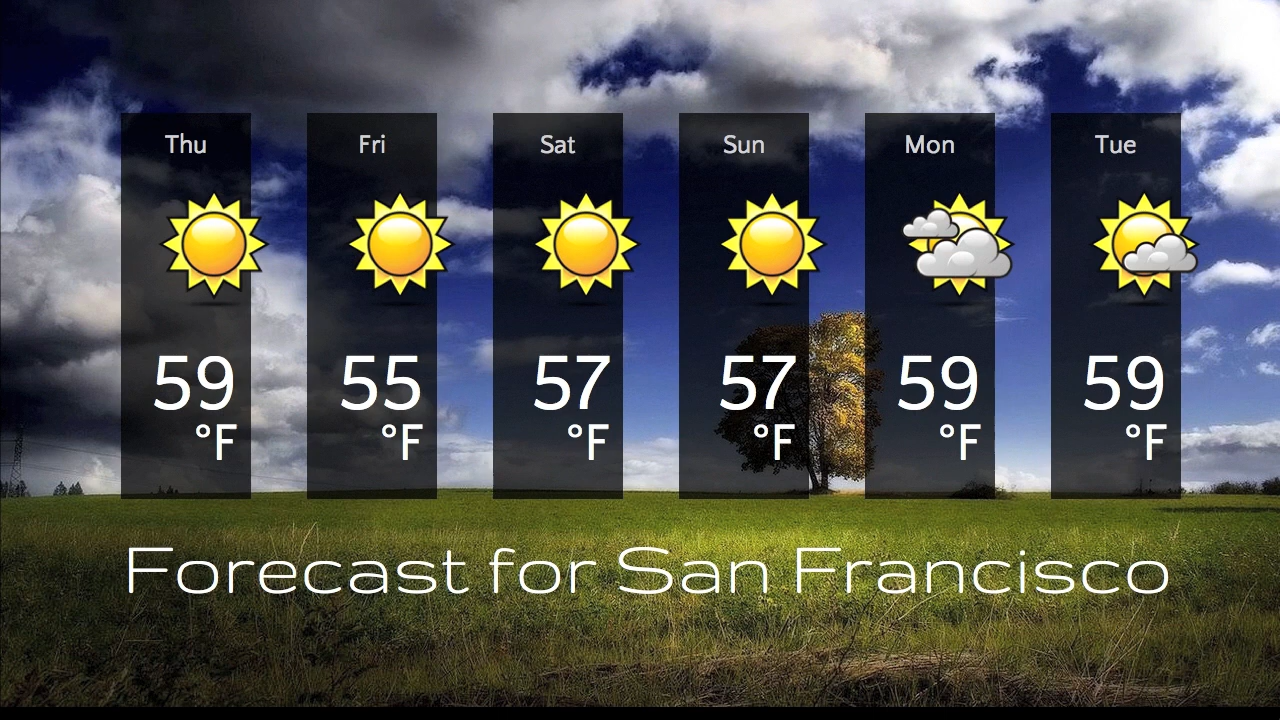 Thu Fri Sat Sun Mon Tue
59 55 57 57 59 59
°F °F °F °F °F °F
Forecast for San Francisco